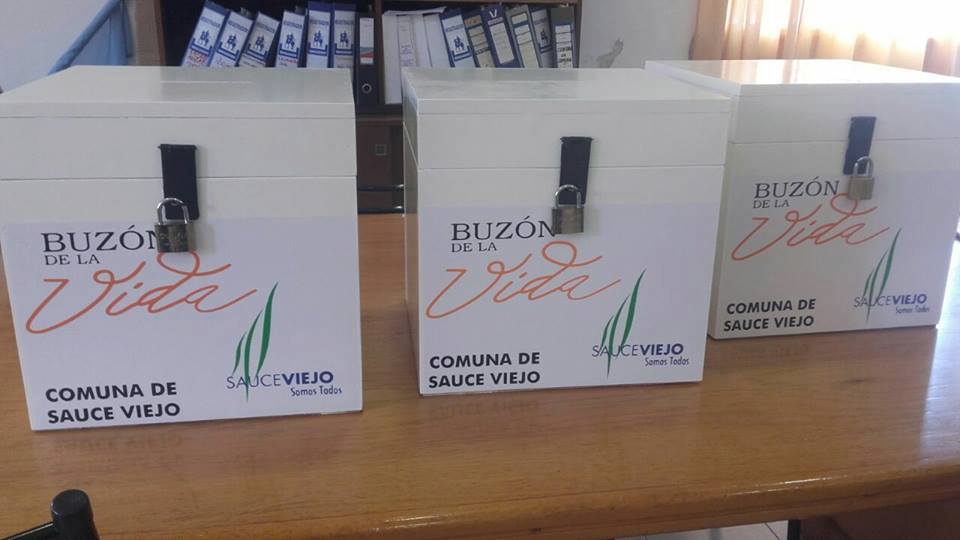 BUZÓN
DE LA
Vida
COMUNA DE
SAUCE VIEJO
SAUCEVIEJO
Somos Todos
BUZÓN
DE LA
Vida
COMUNA DE
SAUCE VIEJO
SAUCEVIEJO
Somos Todos
BUZÓN
DE LA
Vida
COMUNA DE
SAUCE VIEJO
SAUCEVIEJO
Somos Todos